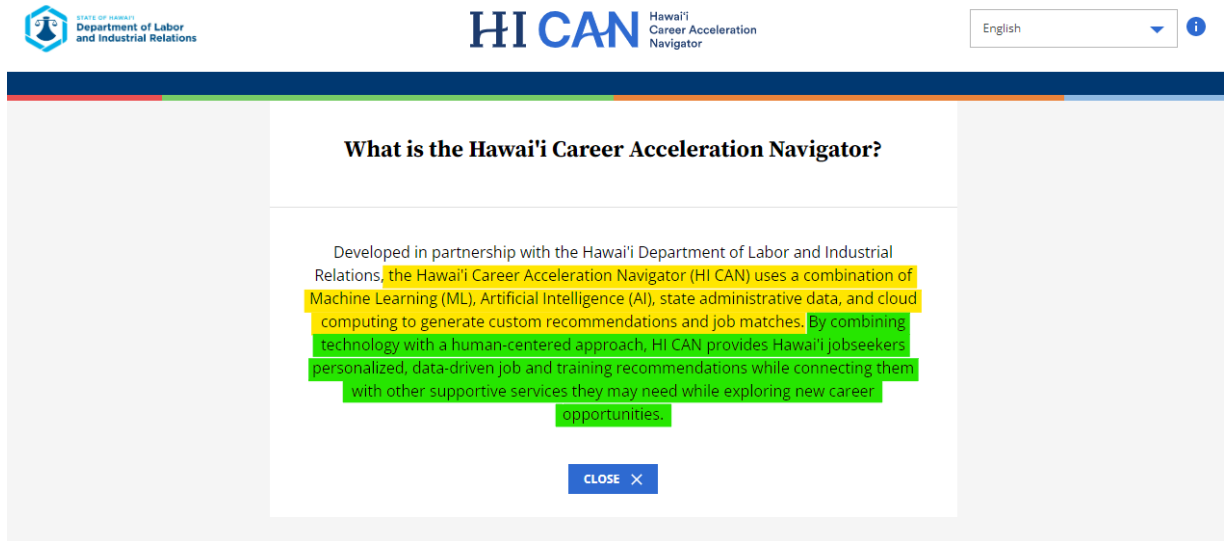 STATE OF HAWAI'I
Department of Labor
and Industrial Relations
HI CAN
Hawai'i
Career Acceleration
Navigator
English
What is the Hawai'i Career Acceleration Navigator?
Developed in partnership with the Hawai'i Department of Labor and Industrial
Relations, the Hawai'i Career Acceleration Navigator (HI CAN) uses a combination of
Machine Learning (ML), Artificial Intelligence (AI), state administrative data, and cloud
computing to generate custom recommendations and job matches. By combining
technology with a human-centered approach, HI CAN provides Hawai'i jobseekers
personalized, data-driven job and training recommendations while connecting them
with other supportive services they may need while exploring new career
opportunities.
CLOSE